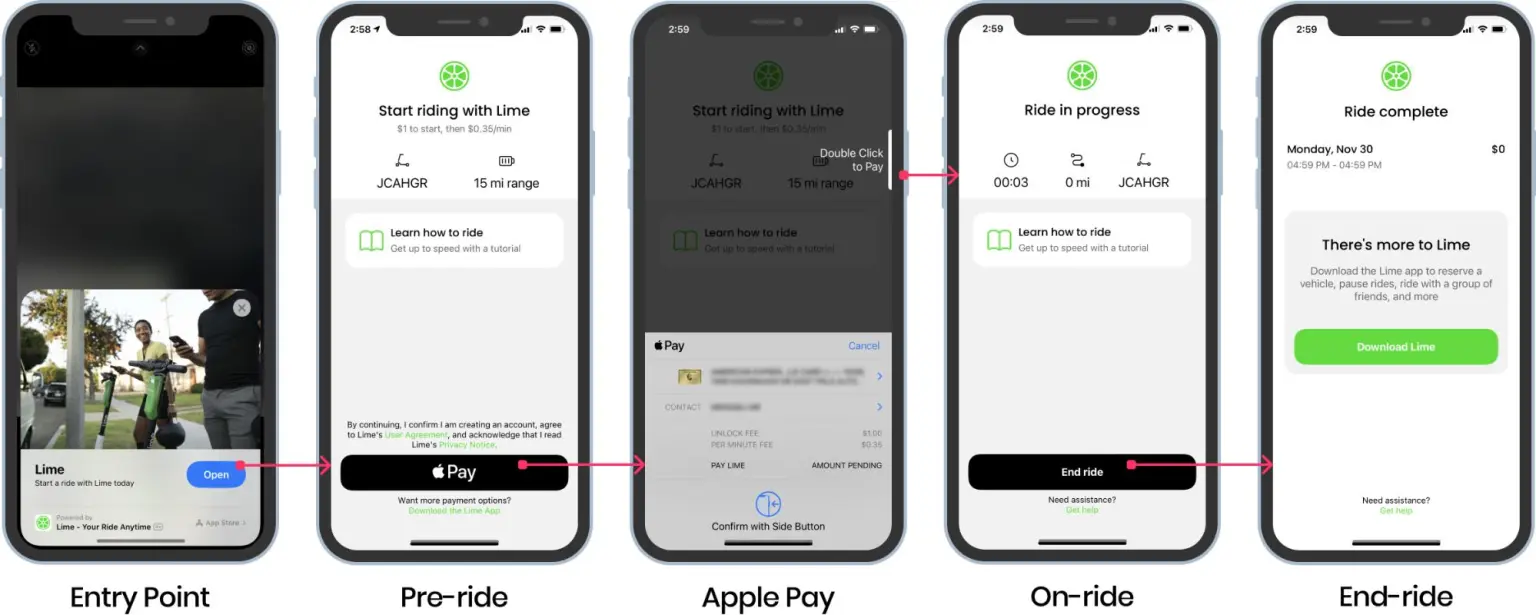 Lime
Start a ride with Lime today
Open
Powered by
Lime - Your Ride Anytime
App Store
Entry Point
2:58
Start riding with Lime
$1 to start, then $0.35/min
JCAHGR
15 mi range
Learn how to ride
Get up to speed with a tutorial
By continuing, I confirm I am creating an account, agree
to Lime's User Agreement, and acknowledge that I read
Lime's Privacy Notice.
Pay
Want more payment options?
Download the Lime App
Pre-ride
2:59
Start riding with Lime
$1 to start, then $0.35/min
Double Click
to Pay
JCAHGR
15 mi range
Learn how to ride
Get up to speed with a tutorial
Pay
Cancel
CONTACT
UNLOCK FEE $1.00
PER MINUTE FEE $0.35
PAY LIME AMOUNT PENDING
Confirm with Side Button
Apple Pay
2:59
Ride in progress
00:03
0 mi
JCAHGR
Learn how to ride
Get up to speed with a tutorial
End ride
Need assistance?
Get help
On-ride
2:59
Ride complete
Monday, Nov 30 $0
04:59 PM - 04:59 PM
There's more to Lime
Download the Lime app to reserve a
vehicle, pause rides, ride with a group of
friends, and more
Download Lime
Need assistance?
Get help
End-ride